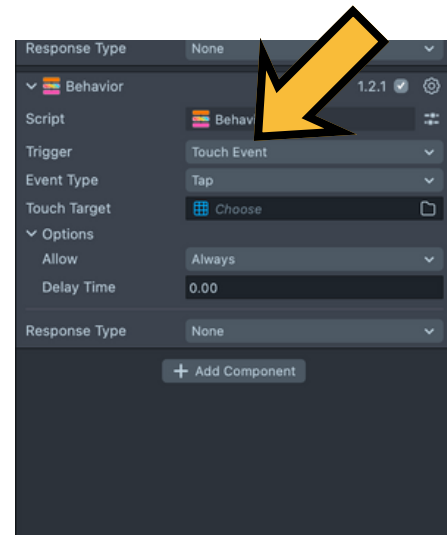 Response Type None
Behavior 1.2.1
Script Behavi
Trigger Touch Event
Event Type Tap
Touch Target Choose
Options
Allow Always
Delay Time 0.00
Response Type None
+ Add Component